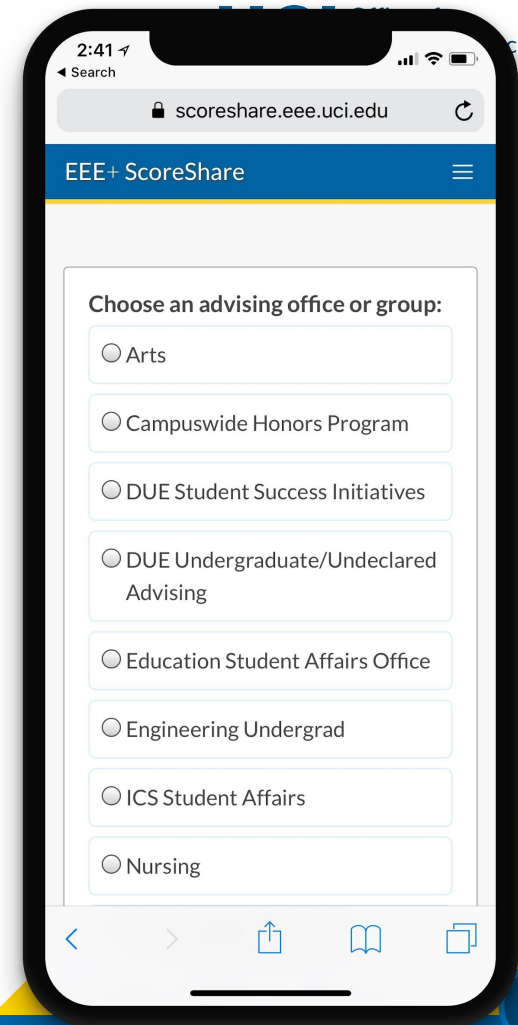 2:41
Search
scoreshare.eee.uci.edu
EEE+ ScoreShare
Choose an advising office or group:
Arts
Campuswide Honors Program
DUE Student Success Initiatives
DUE Undergraduate/Undeclared
Advising
Education Student Affairs Office
Engineering Undergrad
ICS Student Affairs
Nursing